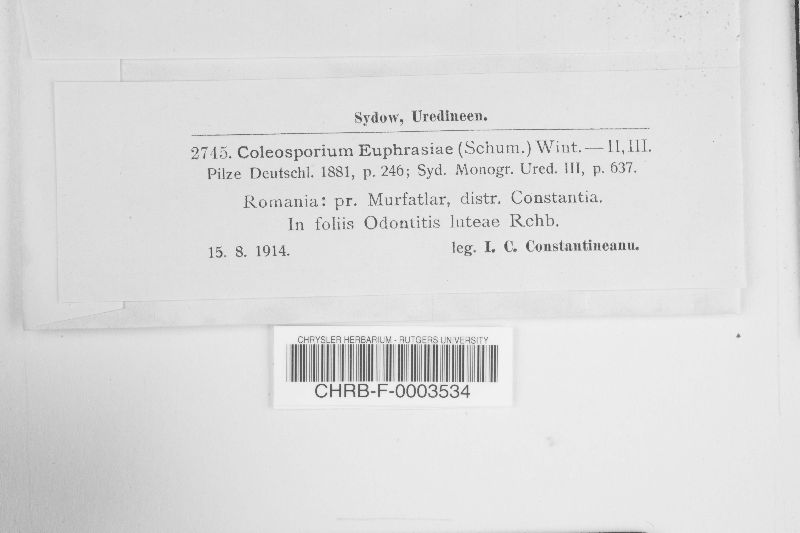 Sydow, Uredineen.
2745. Coleosporium Euphrasiae (Schum.) Wint. — II, III.
Pilze Deutschl. 1881, p. 246; Syd. Monogr. Ured. III, p. 637.
Romania: pr. Murfatlar, distr. Constantia.
In foliis Odontitis luteae Rchb.
15. 8. 1914. leg. I. C. Constantineanu.
CHRYSLER HERBARIUM - RUTGERS UNIVERSITY
CHRB-F-0003534